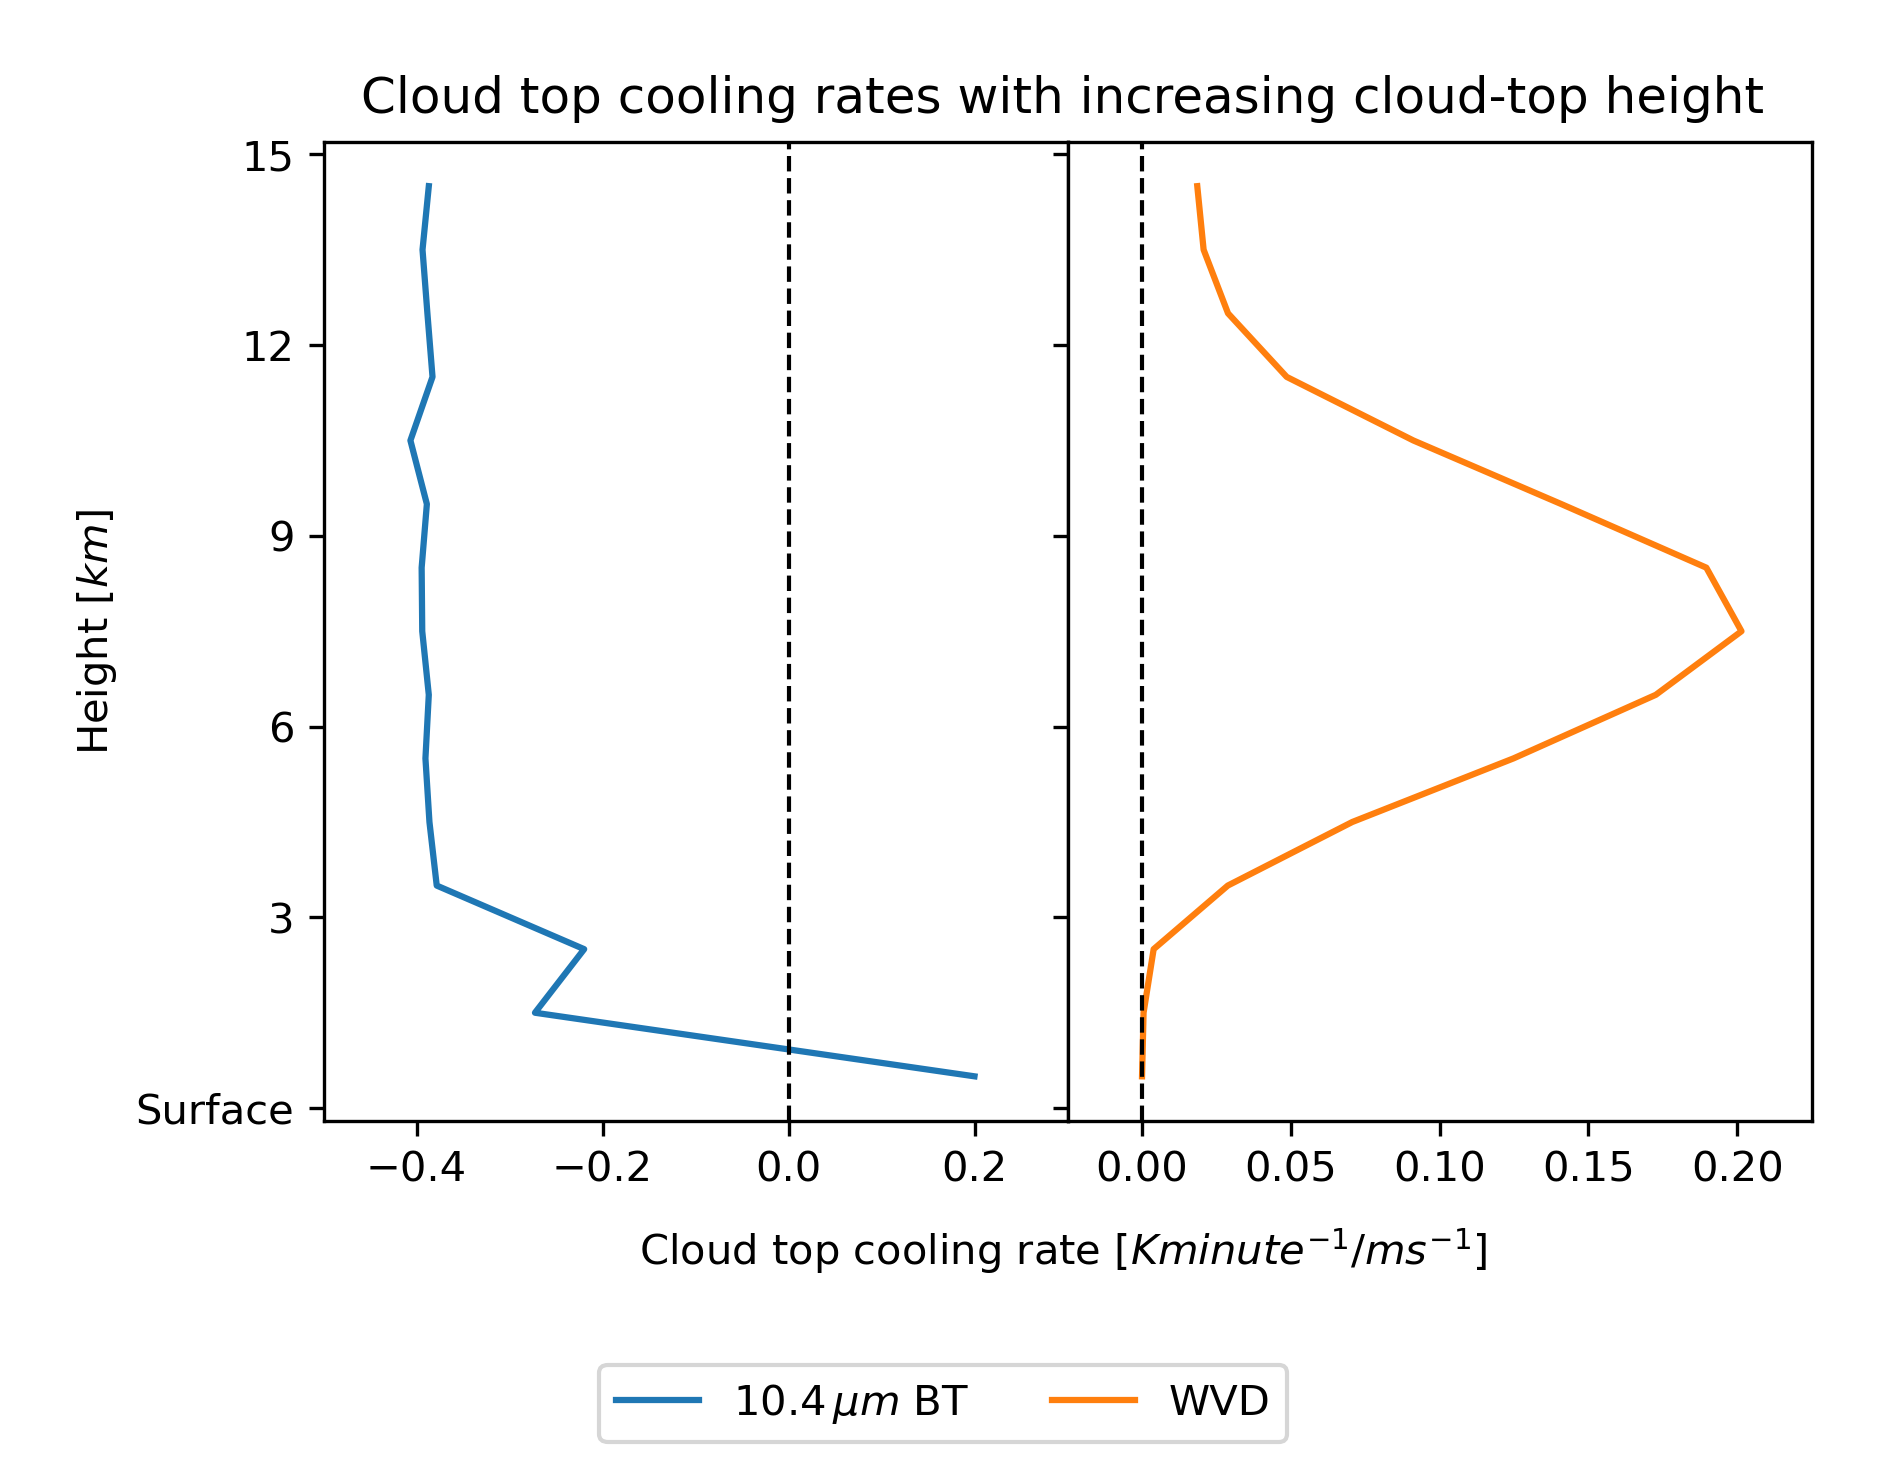 Cloud top cooling rates with increasing cloud-top height
15
12
9
6
3
Surface
Height [km]
−0.4 −0.2 0.0 0.2 0.00 0.05 0.10 0.15 0.20
Cloud top cooling rate [Kminute⁻¹/ms⁻¹]
10.4 μm BT WVD